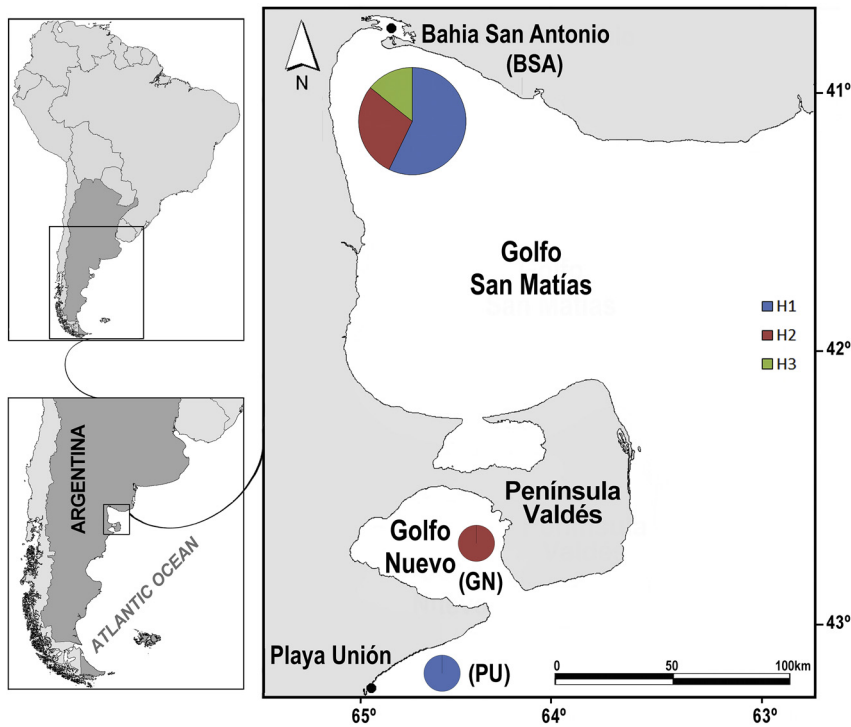 Bahia San Antonio
(BSA)
N
41º
Golfo
San Matías
H1
H2
H3
42º
ARGENTINA
ATLANTIC OCEAN
Península
Valdés
Golfo
Nuevo
(GN)
43º
Playa Unión
(PU)
0 50 100km
65º 64º 63º